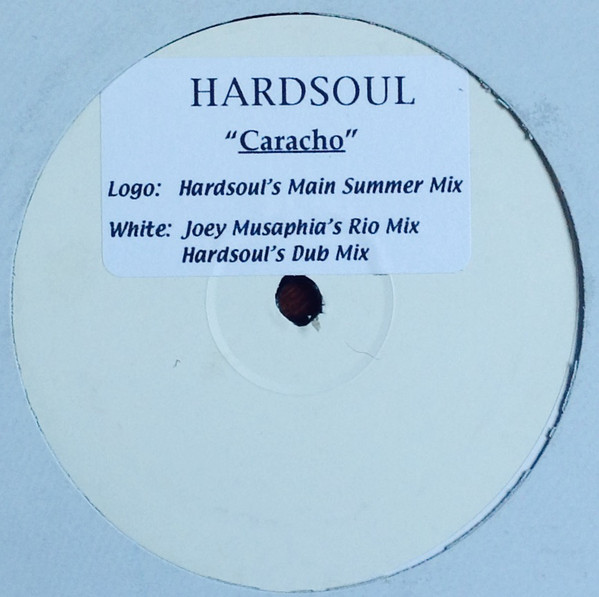 HARDSOUL
“Caracho”
Logo: Hardsoul's Main Summer Mix
White: Joey Musaphia's Rio Mix
Hardsoul's Dub Mix